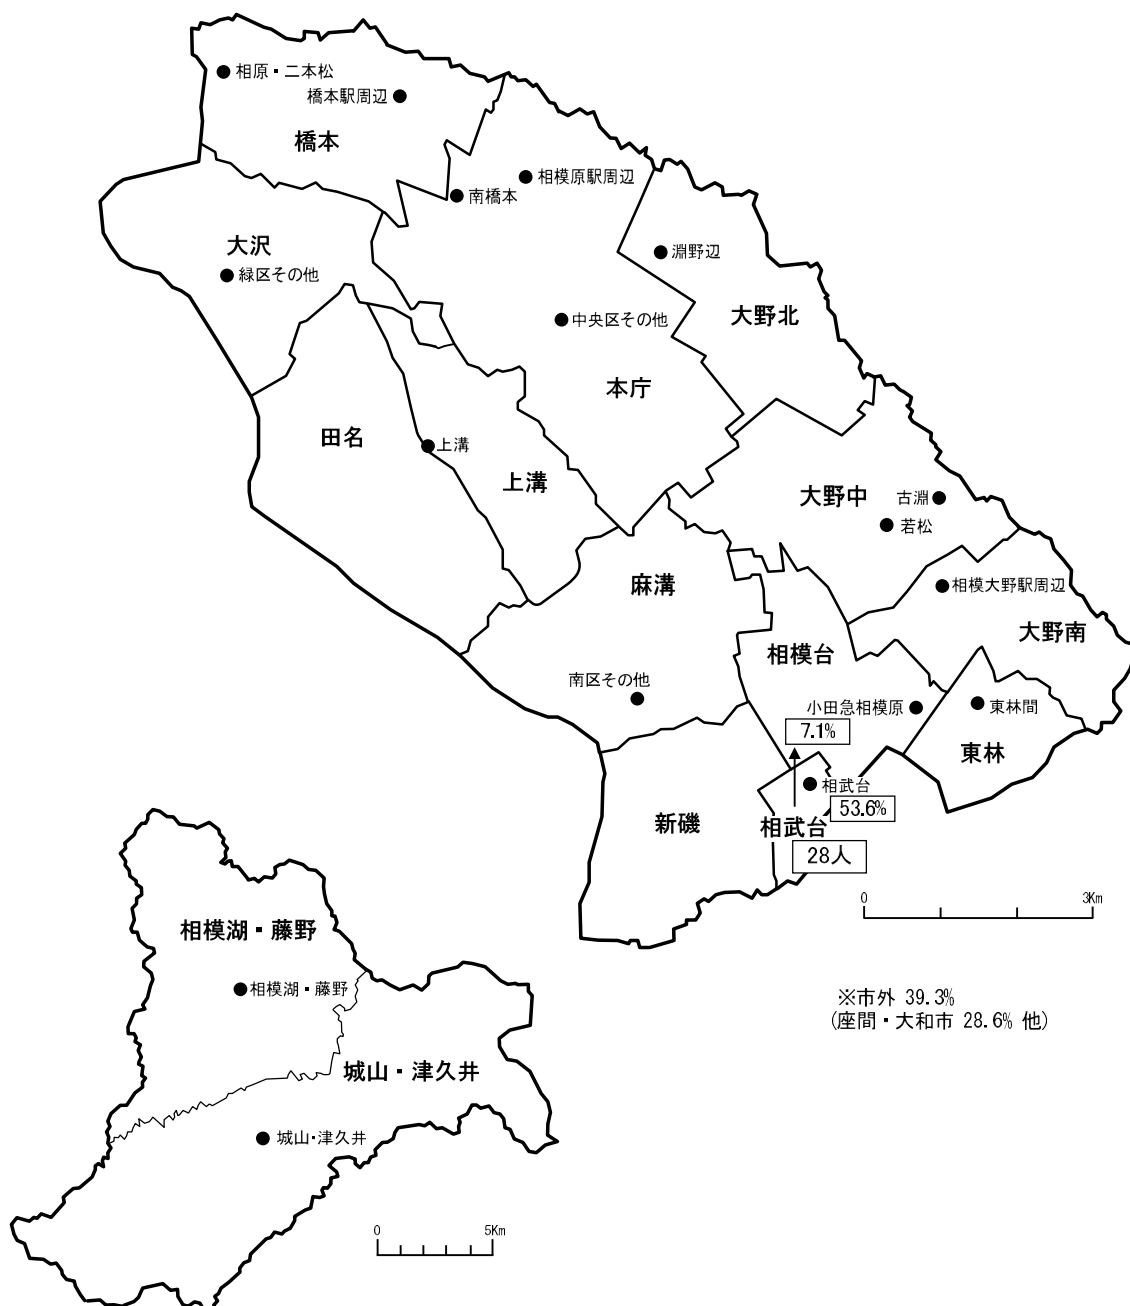 相原・二本松
橋本駅周辺
橋本
相模原駅周辺
南橋本
大沢
緑区その他
淵野辺
大野北
中央区その他
本庁
田名
上溝
上溝
大野中
古淵
若松
麻溝
相模大野駅周辺
大野南
相模台
南区その他
小田急相模原
東林間
7.1%
東林
相武台
53.6%
新磯
相武台
28人
0 3Km
相模湖・藤野
相模湖・藤野
※市外 39.3%
(座間・大和市 28.6% 他)
城山・津久井
城山・津久井
0 5Km